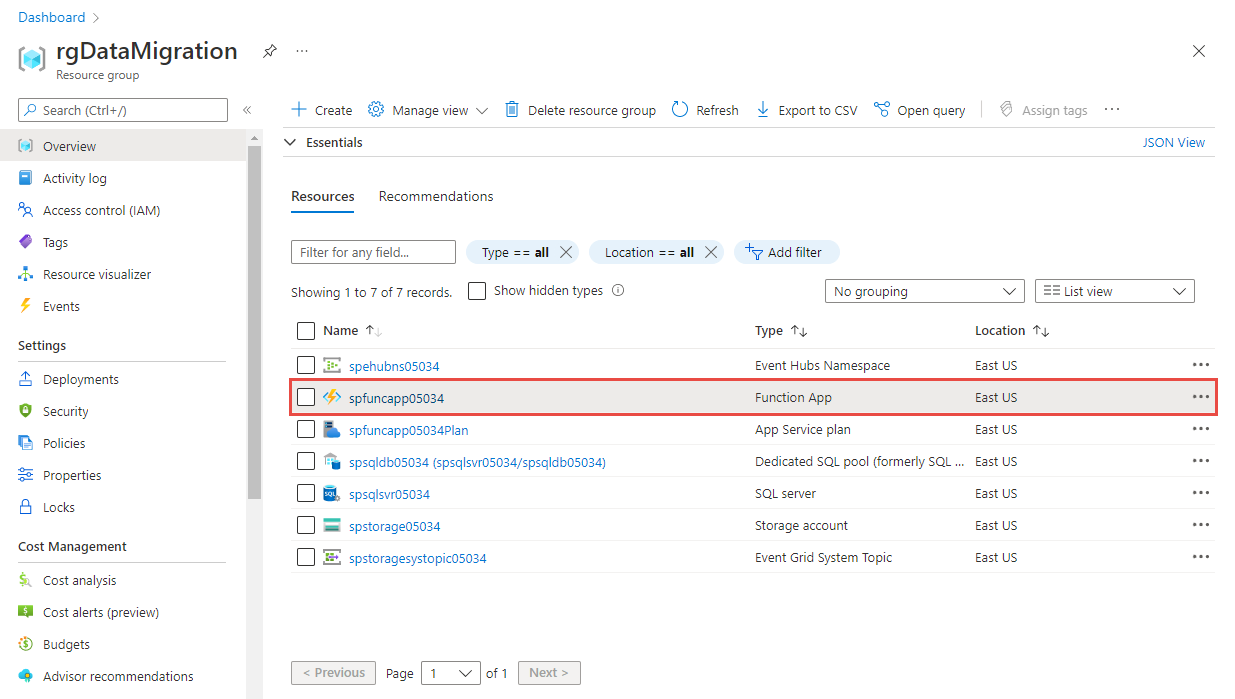 Dashboard >
rgDataMigration ...
Resource group
Search (Ctrl+/) «
Create Manage view Delete resource group Refresh Export to CSV Open query Assign tags ...
Overview
Activity log
Access control (IAM)
Tags
Resource visualizer
Events
Settings
Deployments
Security
Policies
Properties
Locks
Cost Management
Cost analysis
Cost alerts (preview)
Budgets
Advisor recommendations
Essentials JSON View
Resources Recommendations
Filter for any field... Type == all Location == all Add filter
Showing 1 to 7 of 7 records. Show hidden types No grouping List view
Name ↑↓ Type ↑↓ Location ↑↓
spehubns05034 Event Hubs Namespace East US ...
spfuncapp05034 Function App East US ...
spfuncapp05034Plan App Service plan East US ...
spsqldb05034 (spsqlsvr05034/spsqldb05034) Dedicated SQL pool (formerly SQL ... East US ...
SQL spsqlsvr05034 SQL server East US ...
spstorage05034 Storage account East US ...
spstoragesystopic05034 Event Grid System Topic East US ...
< Previous Page 1 of 1 Next >